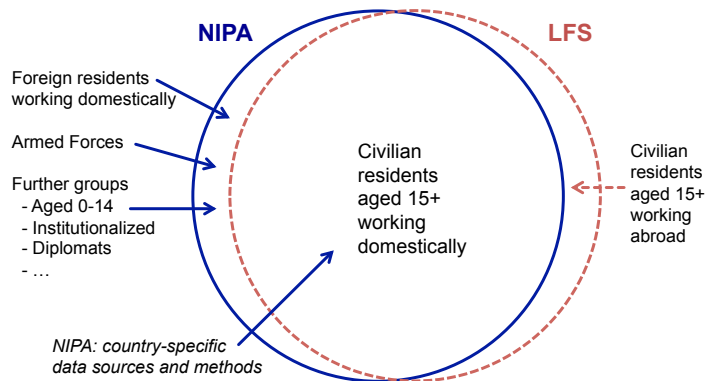 NIPA
LFS
Foreign residents
working domestically
Armed Forces
Further groups
- Aged 0-14
- Institutionalized
- Diplomats
- …
Civilian
residents
aged 15+
working
domestically
Civilian
residents
aged 15+
working
abroad
NIPA: country-specific
data sources and methods